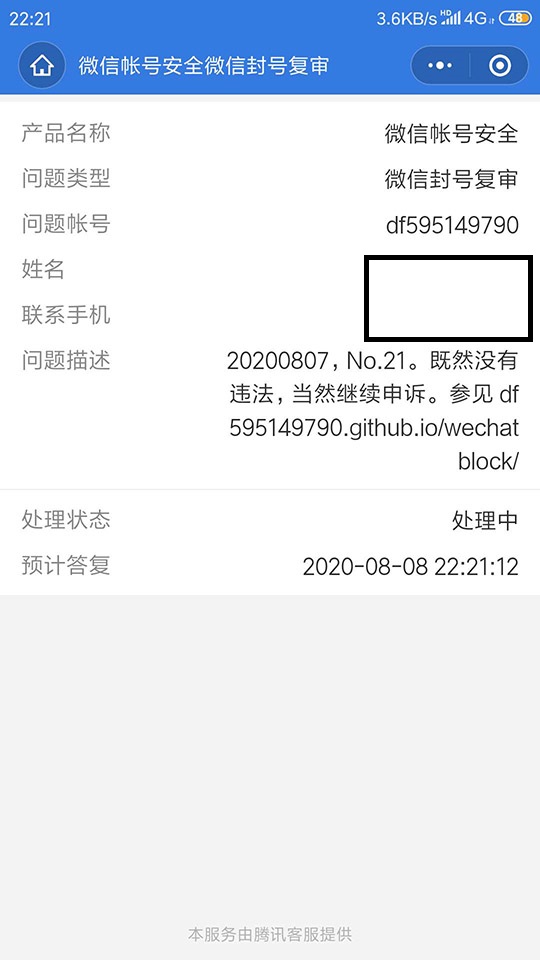 22:21 3.6KB/s HD 4G 48
微信帐号安全微信封号复审
产品名称 微信帐号安全
问题类型 微信封号复审
问题帐号 df595149790
姓名
联系手机
问题描述 20200807，No.21。既然没有
违法，当然继续申诉。参见 df
595149790.github.io/wechat
block/
处理状态 处理中
预计答复 2020-08-08 22:21:12
本服务由腾讯客服提供